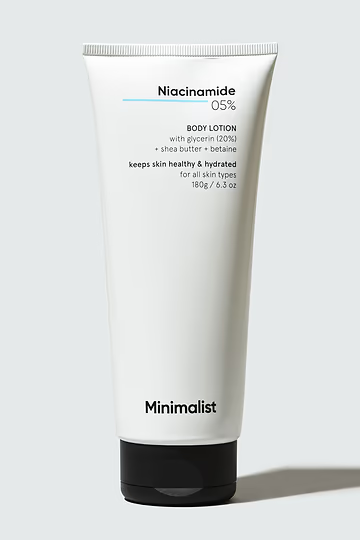 Niacinamide
05%
BODY LOTION
with glycerin (20%)
+ shea butter + betaine
keeps skin healthy & hydrated
for all skin types
180g / 6.3 oz
Minimalist